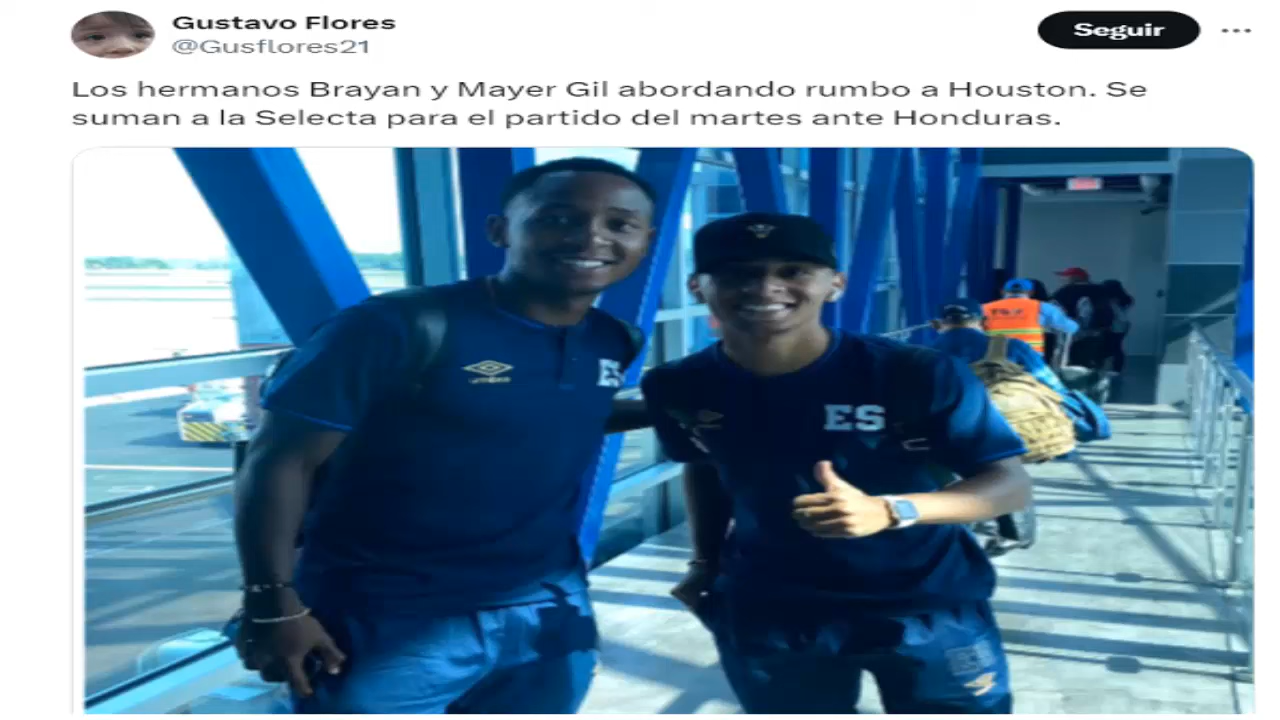 Gustavo Flores
@Gusflores21
Seguir
Los hermanos Brayan y Mayer Gil abordando rumbo a Houston. Se
suman a la Selecta para el partido del martes ante Honduras.
ES
ES